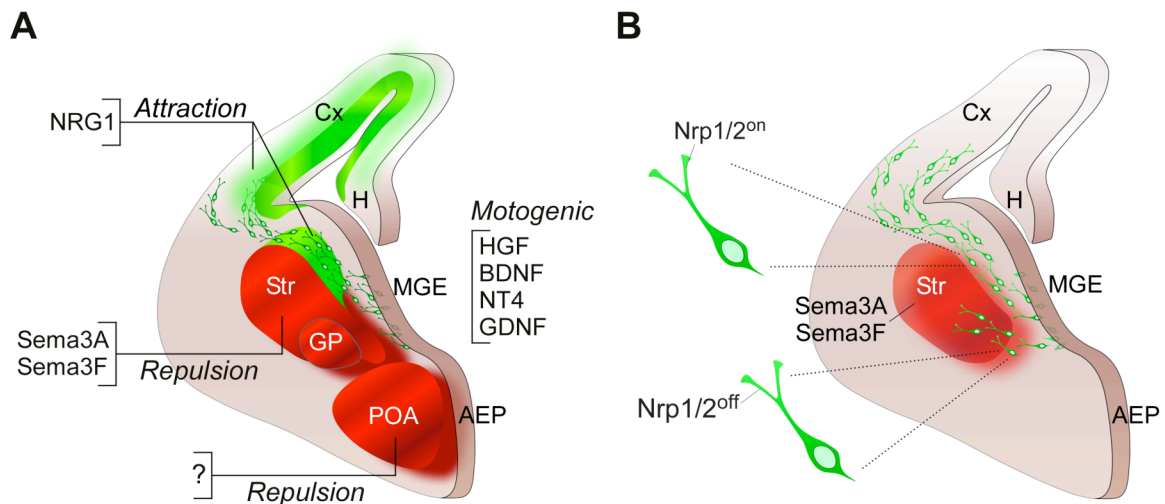 A
Cx
NRG1
Attraction
H
Motogenic
HGF
BDNF
NT4
GDNF
MGE
Str
GP
Sema3A
Sema3F
Repulsion
POA
AEP
?
Repulsion
B
Cx
Nrp1/2on
H
MGE
Str
Sema3A
Sema3F
Nrp1/2off
AEP